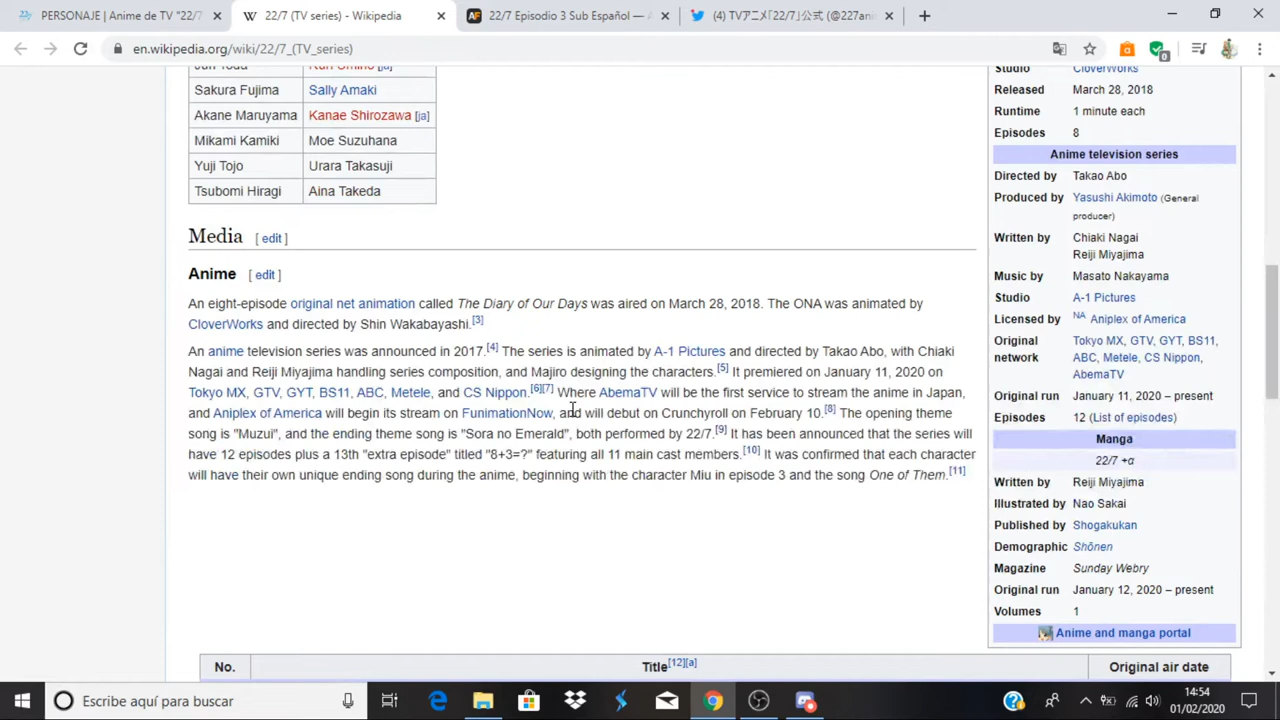 PERSONAJE | Anime de TV "22/7
22/7 (TV series) - Wikipedia
22/7 Episodio 3 Sub Español — A
(4) TVアニメ「22/7」公式 (@227ani
en.wikipedia.org/wiki/22/7_(TV_series)
0
Sakura Fujima Sally Amaki
Akane Maruyama Kanae Shirozawa [ja]
Mikami Kamiki Moe Suzuhana
Yuji Tojo Urara Takasuji
Tsubomi Hiragi Aina Takeda
Media [ edit ]
Anime [ edit ]
An eight-episode original net animation called The Diary of Our Days was aired on March 28, 2018. The ONA was animated by
CloverWorks and directed by Shin Wakabayashi.[3]
An anime television series was announced in 2017.[4] The series is animated by A-1 Pictures and directed by Takao Abo, with Chiaki
Nagai and Reiji Miyajima handling series composition, and Majiro designing the characters.[5] It premiered on January 11, 2020 on
Tokyo MX, GTV, GYT, BS11, ABC, Metele, and CS Nippon.[6][7] Where AbemaTV will be the first service to stream the anime in Japan,
and Aniplex of America will begin its stream on FunimationNow, and will debut on Crunchyroll on February 10.[8] The opening theme
song is "Muzui", and the ending theme song is "Sora no Emerald", both performed by 22/7.[9] It has been announced that the series will
have 12 episodes plus a 13th "extra episode" titled "8+3=?" featuring all 11 main cast members.[10] It was confirmed that each character
will have their own unique ending song during the anime, beginning with the character Miu in episode 3 and the song One of Them.[11]
No. Title[12][a] Original air date
Studio CloverWorks
Released March 28, 2018
Runtime 1 minute each
Episodes 8
Anime television series
Directed by Takao Abo
Produced by Yasushi Akimoto (General
producer)
Written by Chiaki Nagai
Reiji Miyajima
Music by Masato Nakayama
Studio A-1 Pictures
Licensed by NA Aniplex of America
Original Tokyo MX, GTV, GYT, BS11,
network ABC, Metele, CS Nippon,
AbemaTV
Original run January 11, 2020 – present
Episodes 12 (List of episodes)
Manga
22/7 +α
Written by Reiji Miyajima
Illustrated by Nao Sakai
Published by Shogakukan
Demographic Shōnen
Magazine Sunday Webry
Original run January 12, 2020 – present
Volumes 1
Anime and manga portal
Escribe aquí para buscar
14:54
01/02/2020